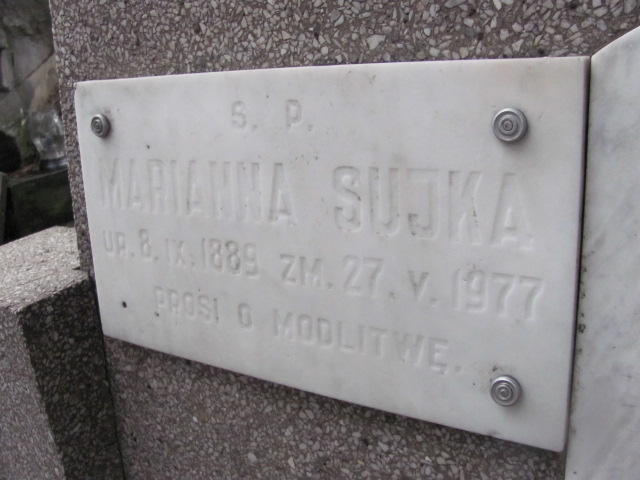 Ś. P.
MARIANNA SUJKA
UR. 8. IX. 1889 ZM. 27. V. 1977
PROSI O MODLITWĘ.